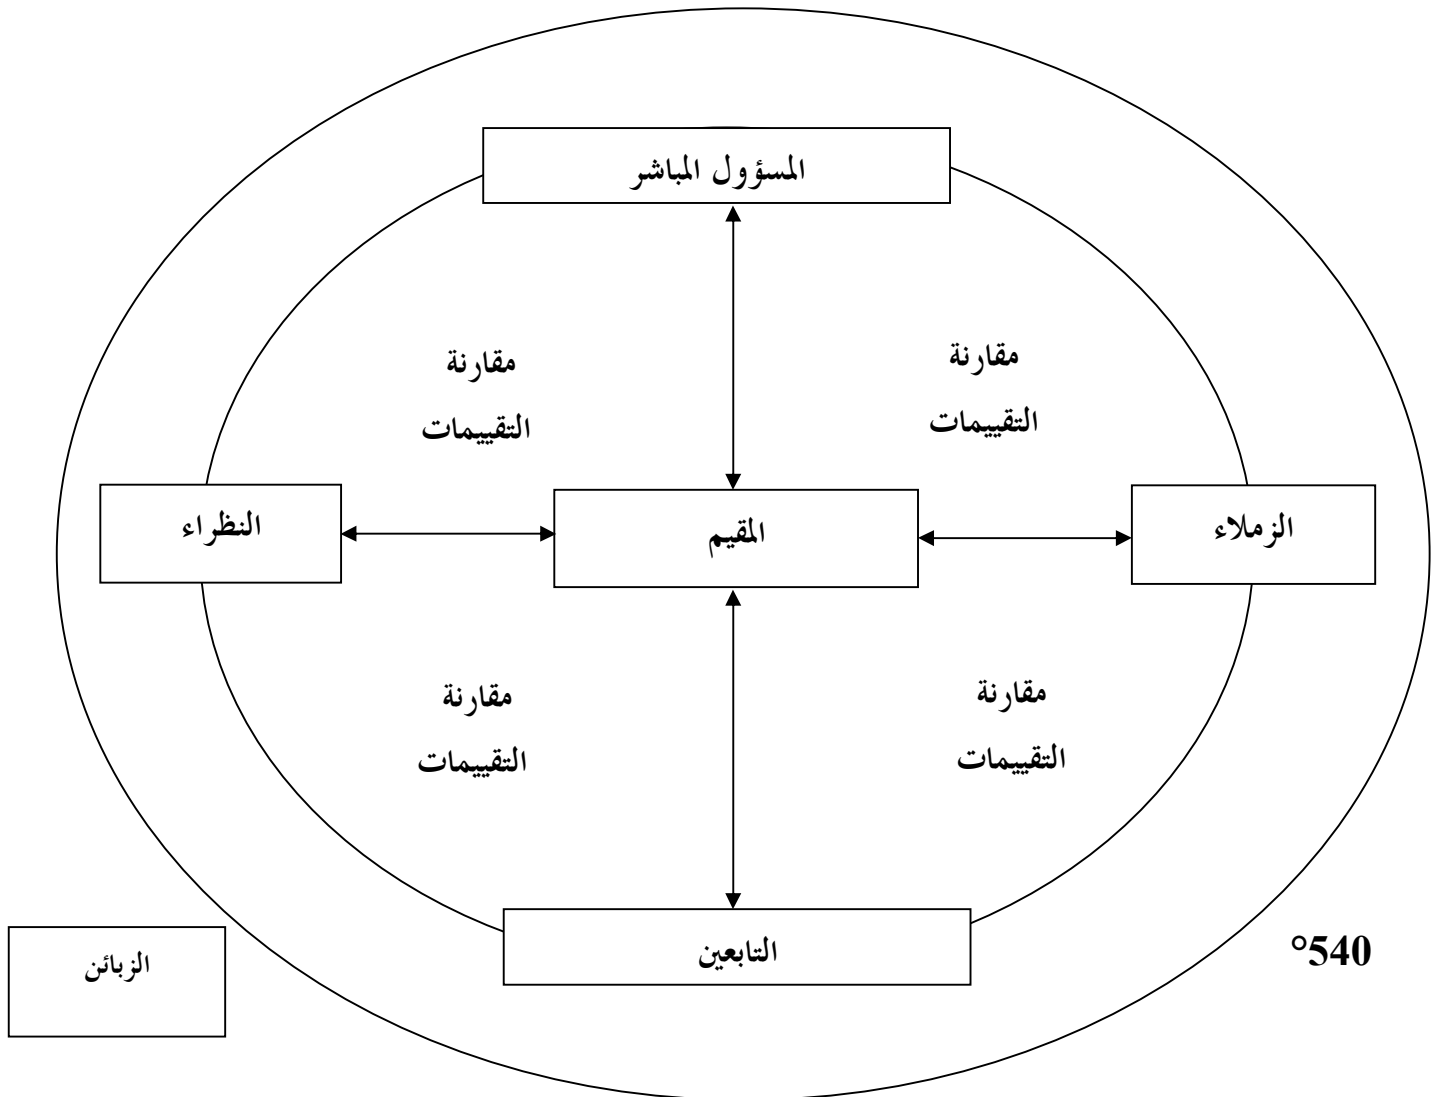 المسؤول المباشر
مقارنة
التقييمات
مقارنة
التقييمات
الزملاء
المقيم
النظراء
مقارنة
التقييمات
مقارنة
التقييمات
التابعين
°540
الزبائن